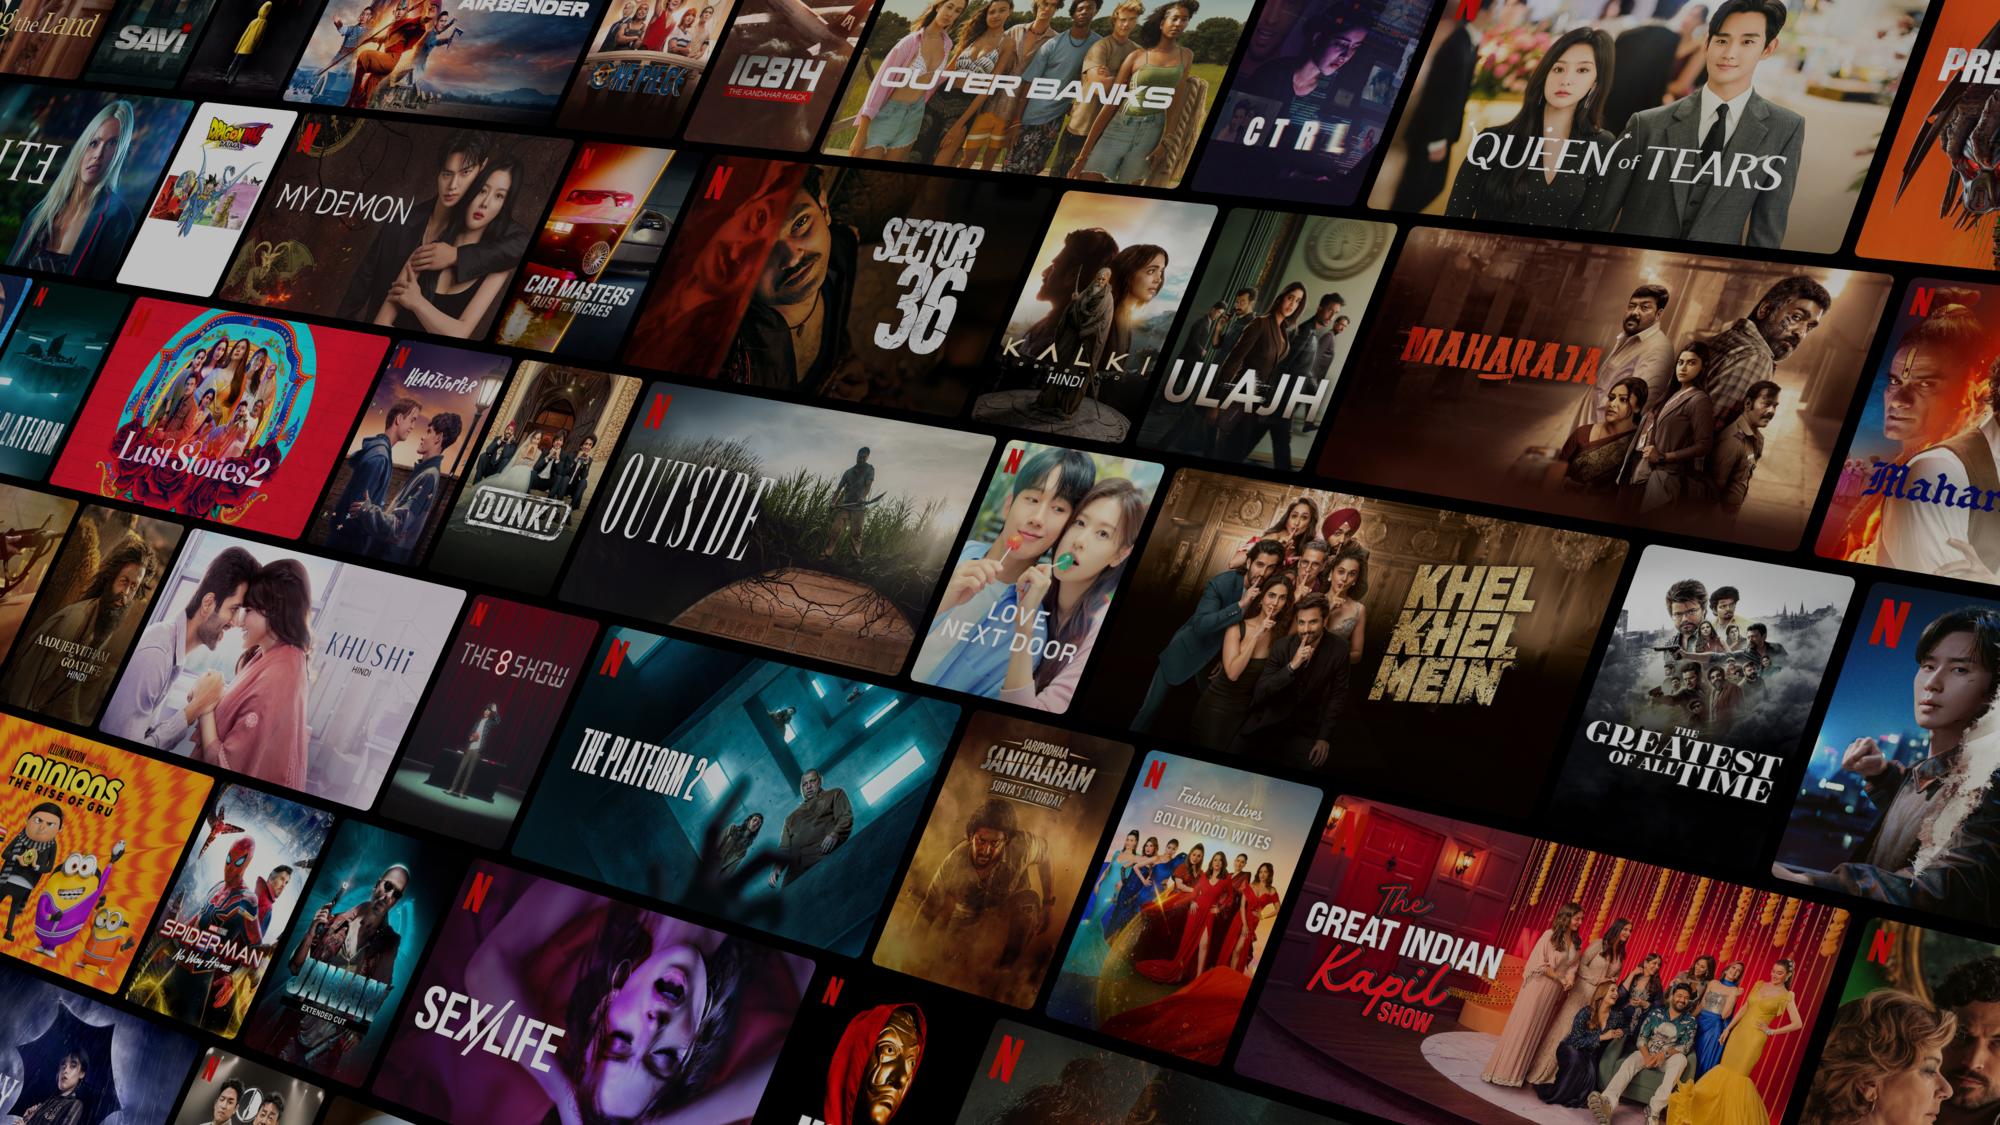 the Land
SAVI
AIRBENDER
ONE PIECE
IC814
THE KANDAHAR HIJACK
OUTER BANKS
CTRL
QUEEN of TEARS
PRE
ITE
DRAGON BALL
DAIMA
MY DEMON
CAR MASTERS
RUST TO RICHES
SECTOR
36
KALKI
HINDI
ULAJH
MAHARAJA
Mahar
PLATFORM
Lust Stories 2
HEARTSTOPPER
DUNKI
OUTSIDE
LOVE
NEXT DOOR
KHEL
KHEL
MEIN
THE
GREATEST
OF ALL TIME
AADUJEEVITHAM
GOATLIFE
HINDI
KHUSHi
HINDI
THE 8 SHOW
THE PLATFORM 2
SARIPODHAA
SANIVAARAM
SURYA'S SATURDAY
Fabulous Lives
VS
BOLLYWOOD WIVES
The
GREAT INDIAN
Kapil
SHOW
ILLUMINATION
minions
THE RISE OF GRU
SPIDER-MAN
No Way Home
JAWAN
EXTENDED CUT
SEX/LIFE